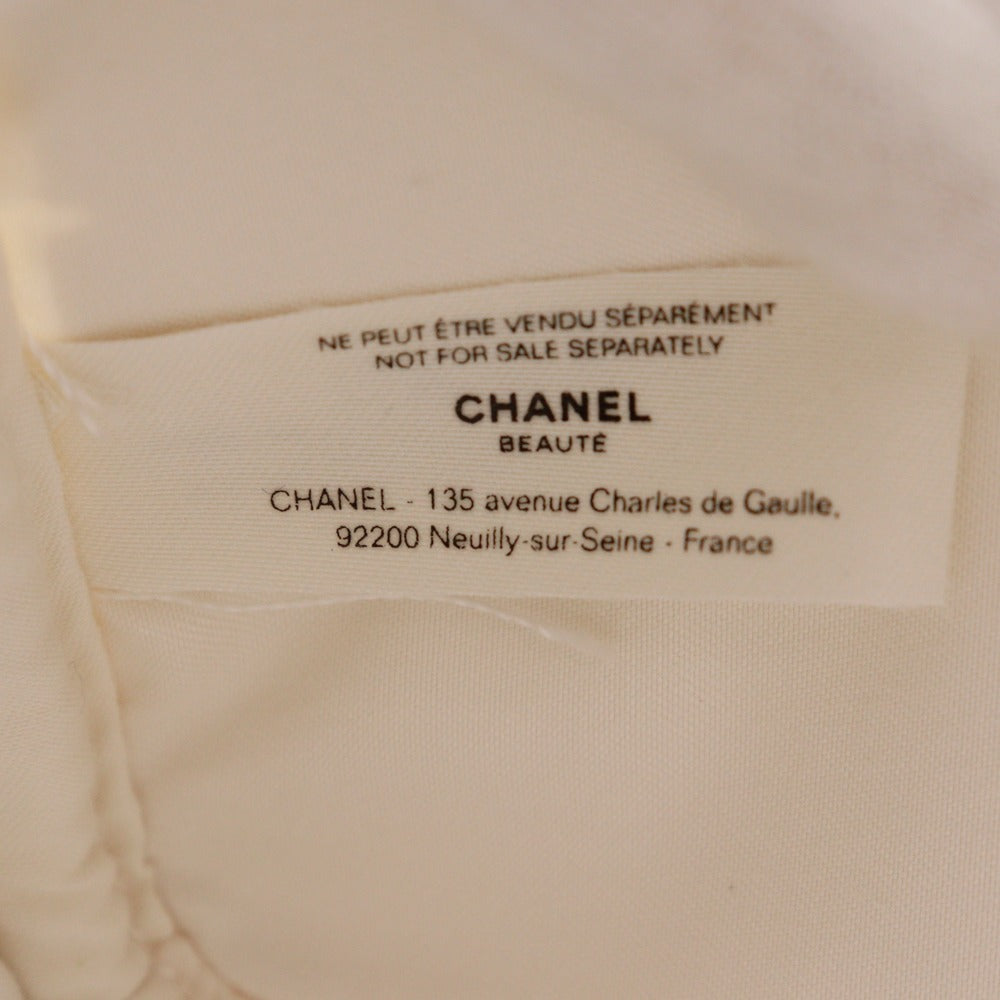 NE PEUT ÊTRE VENDU SÉPARÉMENT
NOT FOR SALE SEPARATELY
CHANEL
BEAUTÉ
CHANEL - 135 avenue Charles de Gaulle,
92200 Neuilly-sur-Seine - France